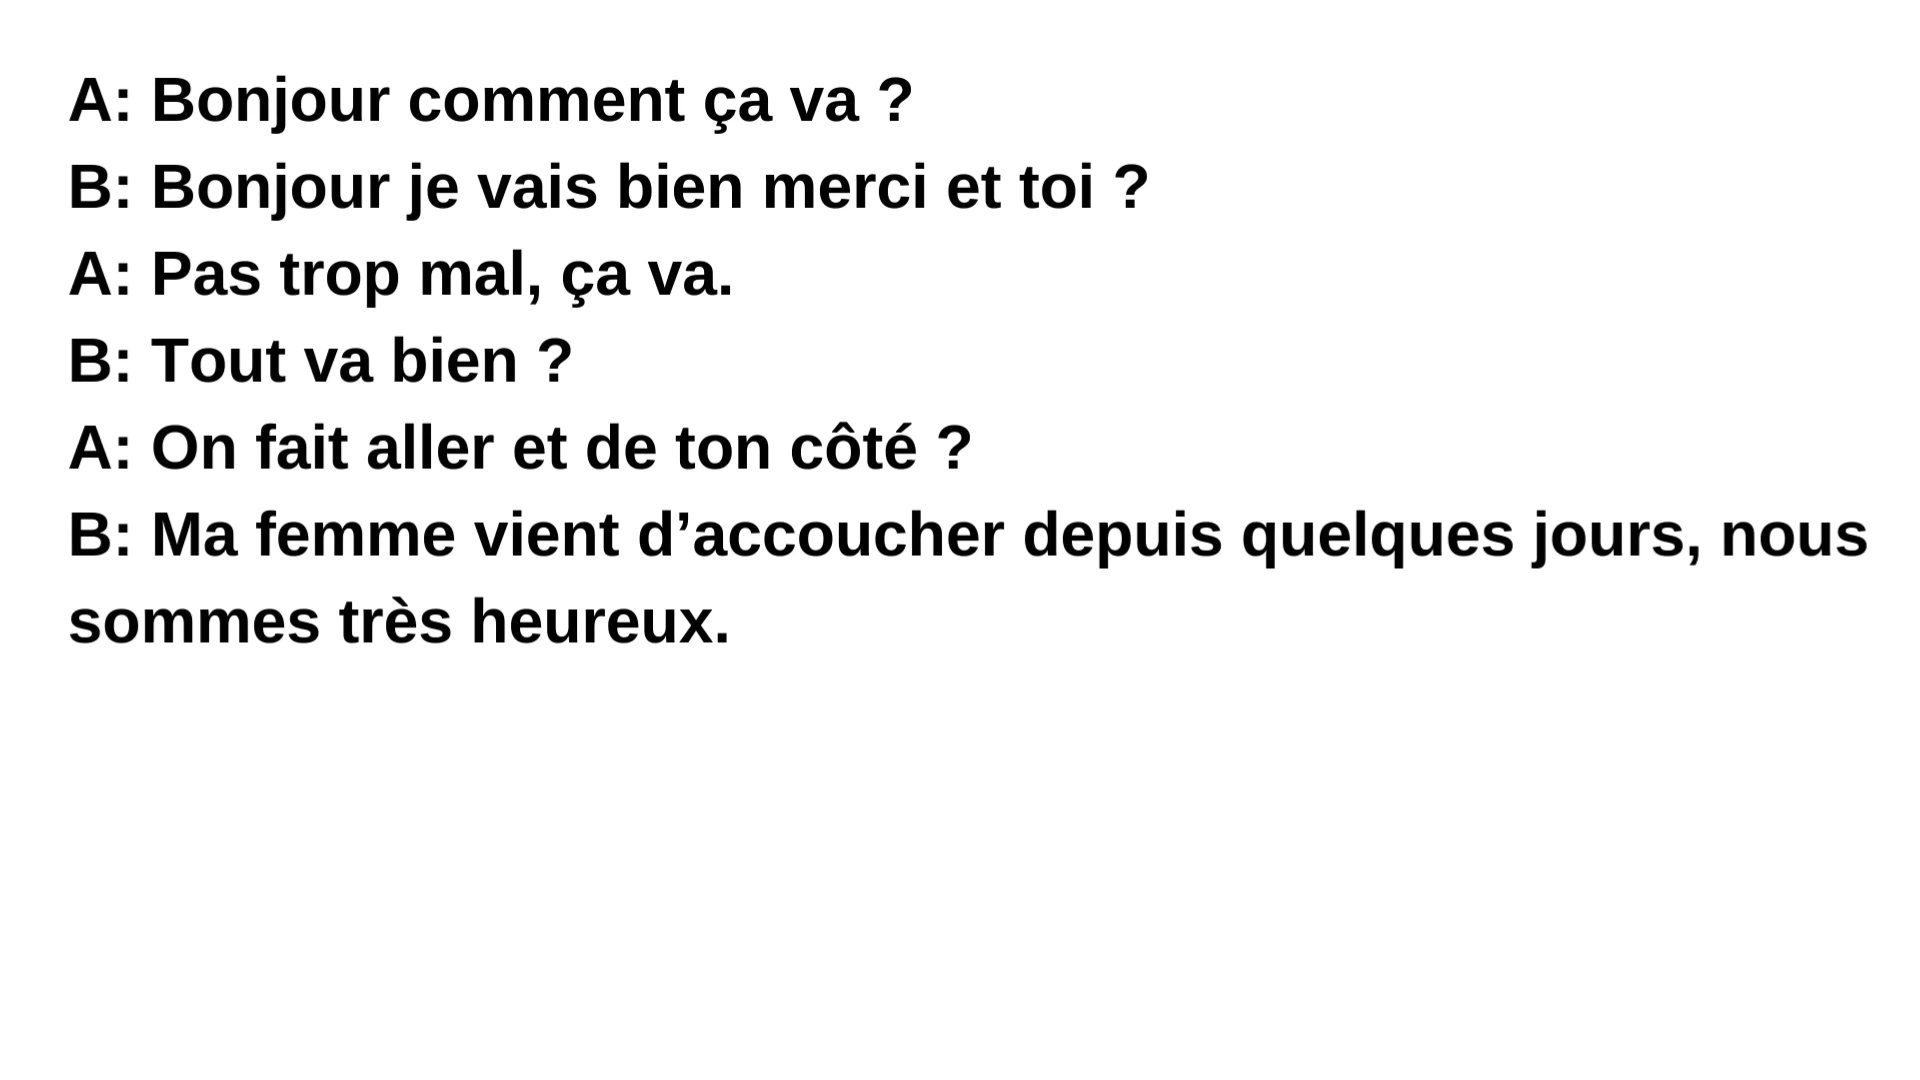 A: Bonjour comment ça va ?
B: Bonjour je vais bien merci et toi ?
A: Pas trop mal, ça va.
B: Tout va bien ?
A: On fait aller et de ton côté ?
B: Ma femme vient d’accoucher depuis quelques jours, nous
sommes très heureux.